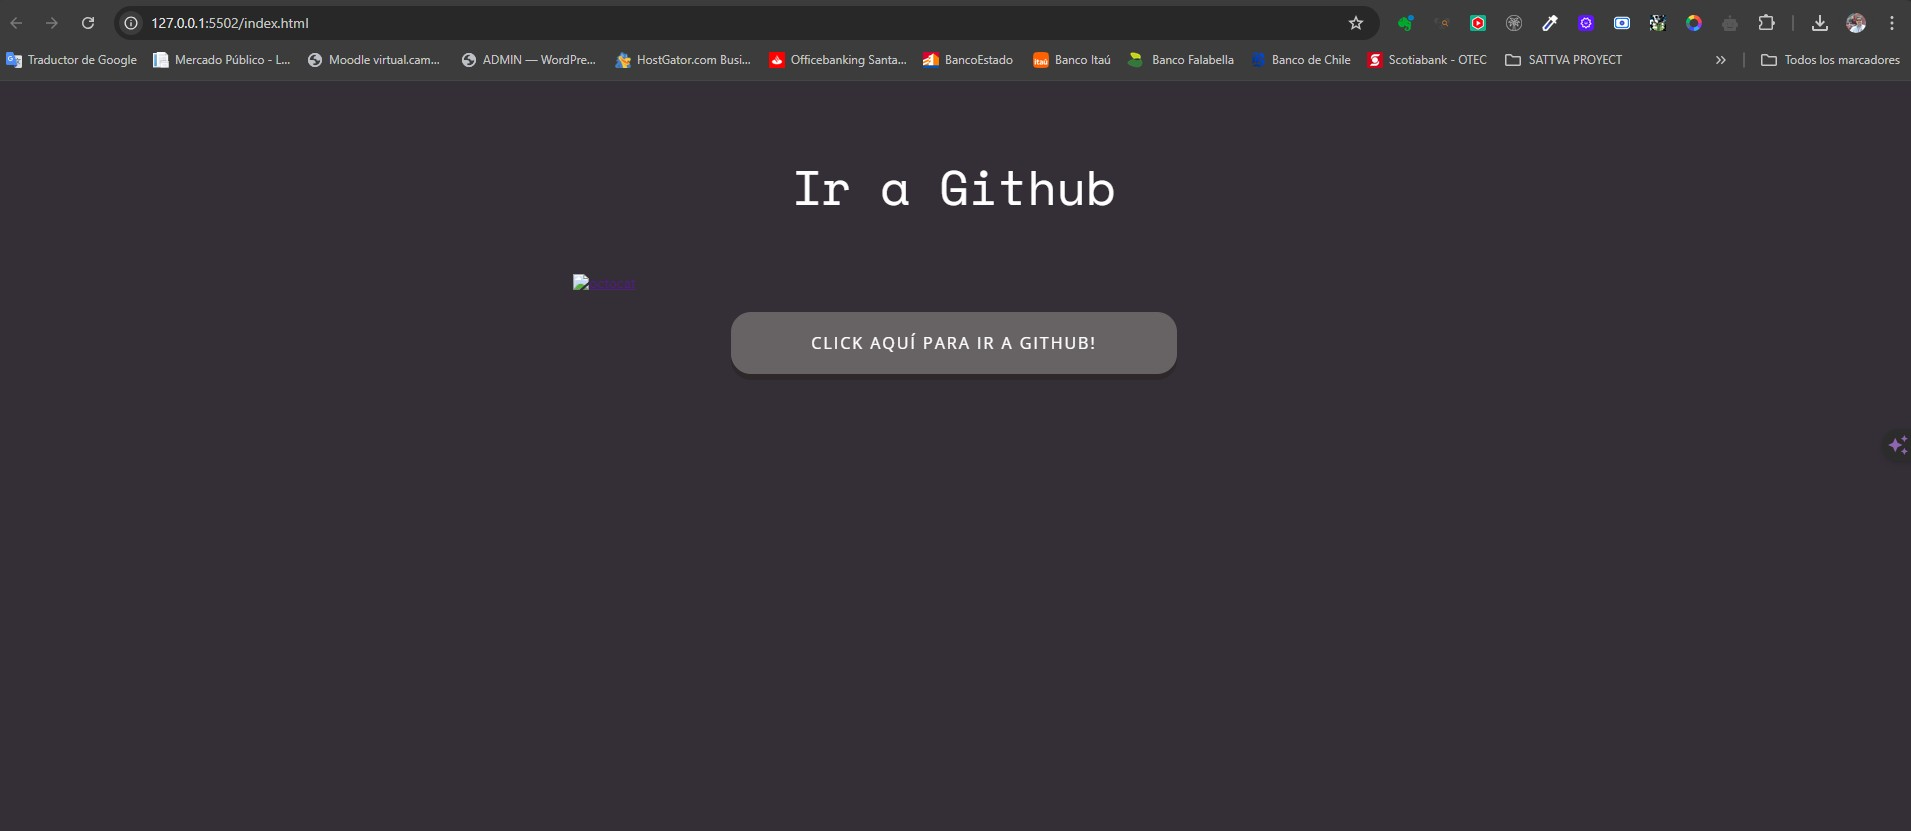 127.0.0.1:5502/index.html
Traductor de Google
Mercado Público - L...
Moodle virtual.cam...
ADMIN — WordPre...
HostGator.com Busi...
Officebanking Santa...
BancoEstado
Banco Itaú
Banco Falabella
Banco de Chile
Scotiabank - OTEC
SATTVA PROYECT
Todos los marcadores
Ir a Github
CLICK AQUÍ PARA IR A GITHUB!